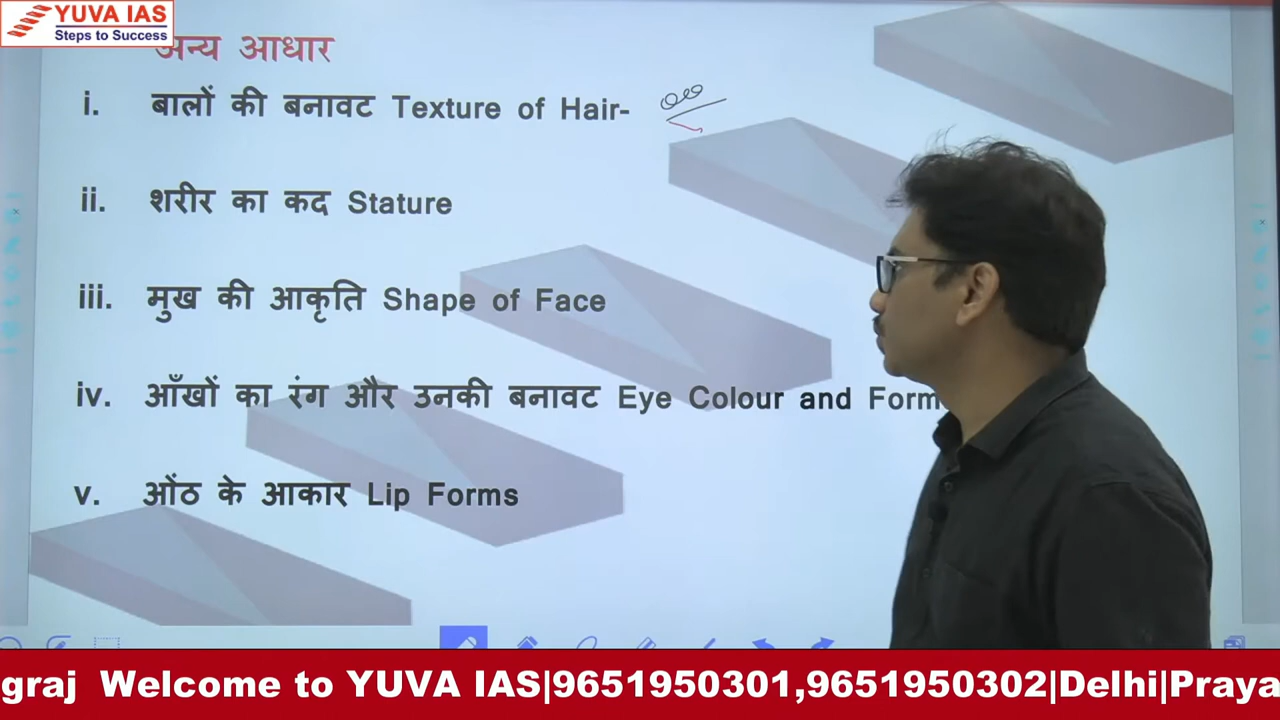 YUVA IAS
Steps to Success
अन्य आधार
i. बालों की बनावट Texture of Hair-
ii. शरीर का कद Stature
iii. मुख की आकृति Shape of Face
iv. आँखों का रंग और उनकी बनावट Eye Colour and Form
v. ओंठ के आकार Lip Forms
graj Welcome to YUVA IAS|9651950301,9651950302|Delhi|Praya